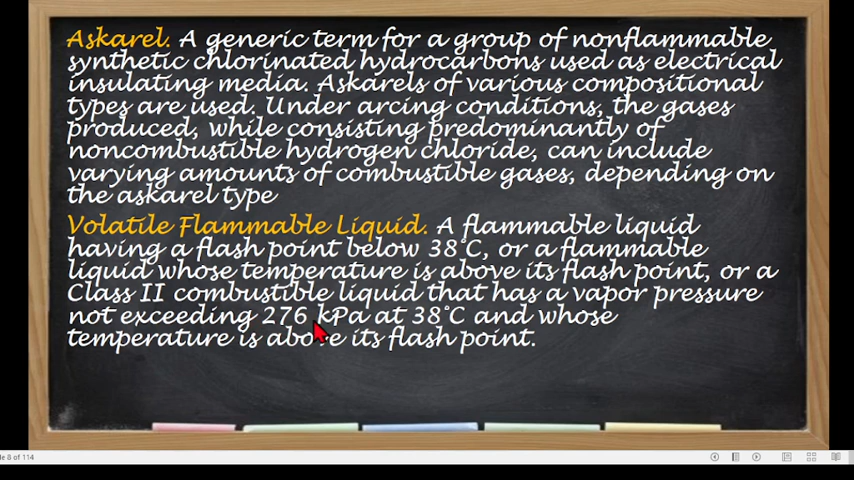 Askarel. A generic term for a group of nonflammable
synthetic chlorinated hydrocarbons used as electrical
insulating media. Askarels of various compositional
types are used. Under arcing conditions, the gases
produced, while consisting predominantly of
noncombustible hydrogen chloride, can include
varying amounts of combustible gases, depending on
the askarel type
Volatile Flammable Liquid. A flammable liquid
having a flash point below 38°C, or a flammable
liquid whose temperature is above its flash point, or a
Class II combustible liquid that has a vapor pressure
not exceeding 276 kPa at 38°C and whose
temperature is above its flash point.
8 of 114